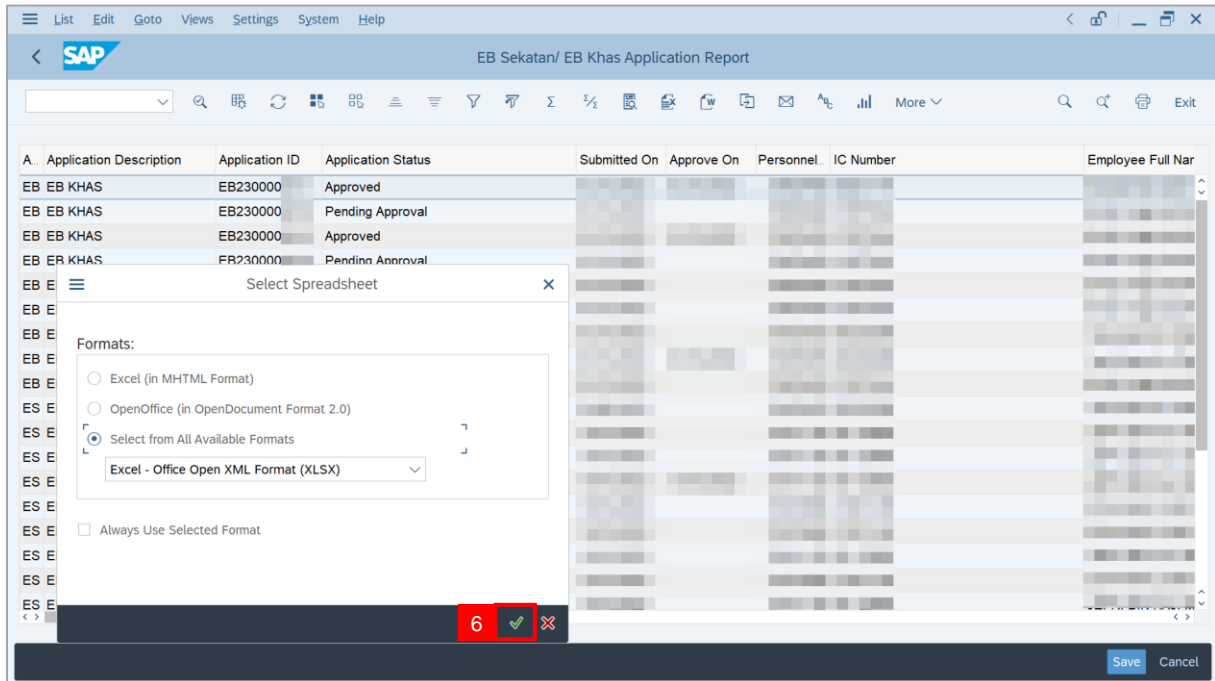 List Edit Goto Views Settings System Help
SAP EB Sekatan/ EB Khas Application Report
More Exit
A... Application Description Application ID Application Status Submitted On Approve On Personnel... IC Number Employee Full Nar
EB EB KHAS EB230000 Approved
EB EB KHAS EB230000 Pending Approval
EB EB KHAS EB230000 Approved
EB EB KHAS EB230000 Pending Approval
EB E
EB E
EB E
EB E
EB E
ES E
ES E
ES E
ES E
ES E
ES E
ES E
ES E
ES E
Select Spreadsheet
Formats:
Excel (in MHTML Format)
OpenOffice (in OpenDocument Format 2.0)
Select from All Available Formats
Excel - Office Open XML Format (XLSX)
Always Use Selected Format
6
Save Cancel